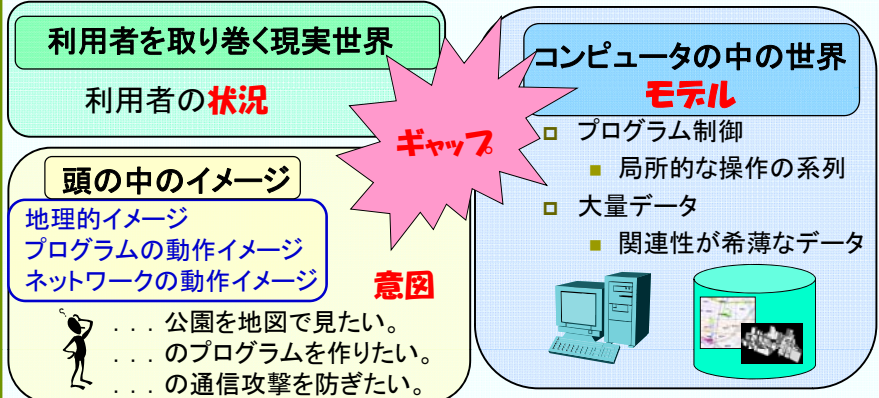 利用者を取り巻く現実世界
利用者の状況
頭の中のイメージ
地理的イメージ
プログラムの動作イメージ
ネットワークの動作イメージ
意図
. . . 公園を地図で見たい。
. . . のプログラムを作りたい。
. . . の通信攻撃を防ぎたい。
ギャップ
コンピュータの中の世界
モデル
プログラム制御
局所的な操作の系列
大量データ
関連性が希薄なデータ